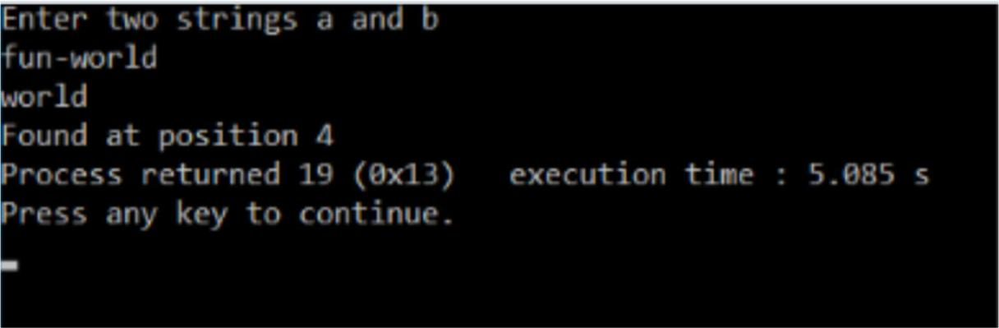 Enter two strings a and b
fun-world
world
Found at position 4
Process returned 19 (0x13)   execution time : 5.085 s
Press any key to continue.